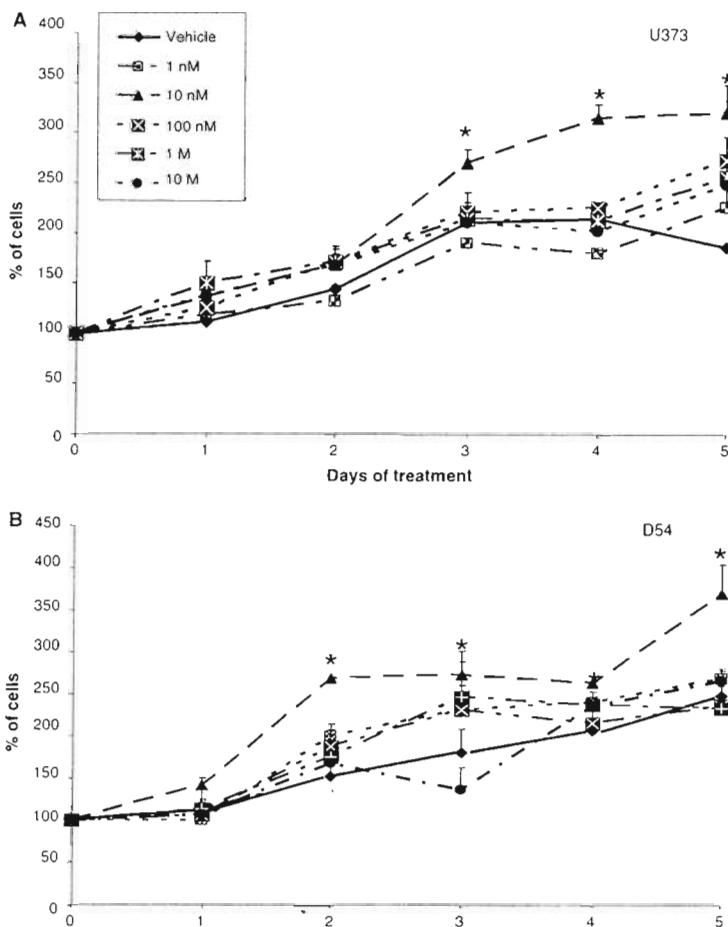 A
U373
Vehicle
1 nM
10 nM
100 nM
1 M
10 M
400
350
300
250
200
150
100
50
0
% of cells
* * *
0 1 2 3 4 5
Days of treatment
B
D54
450
400
350
300
250
200
150
100
50
0
% of cells
* * * *
0 1 2 3 4 5